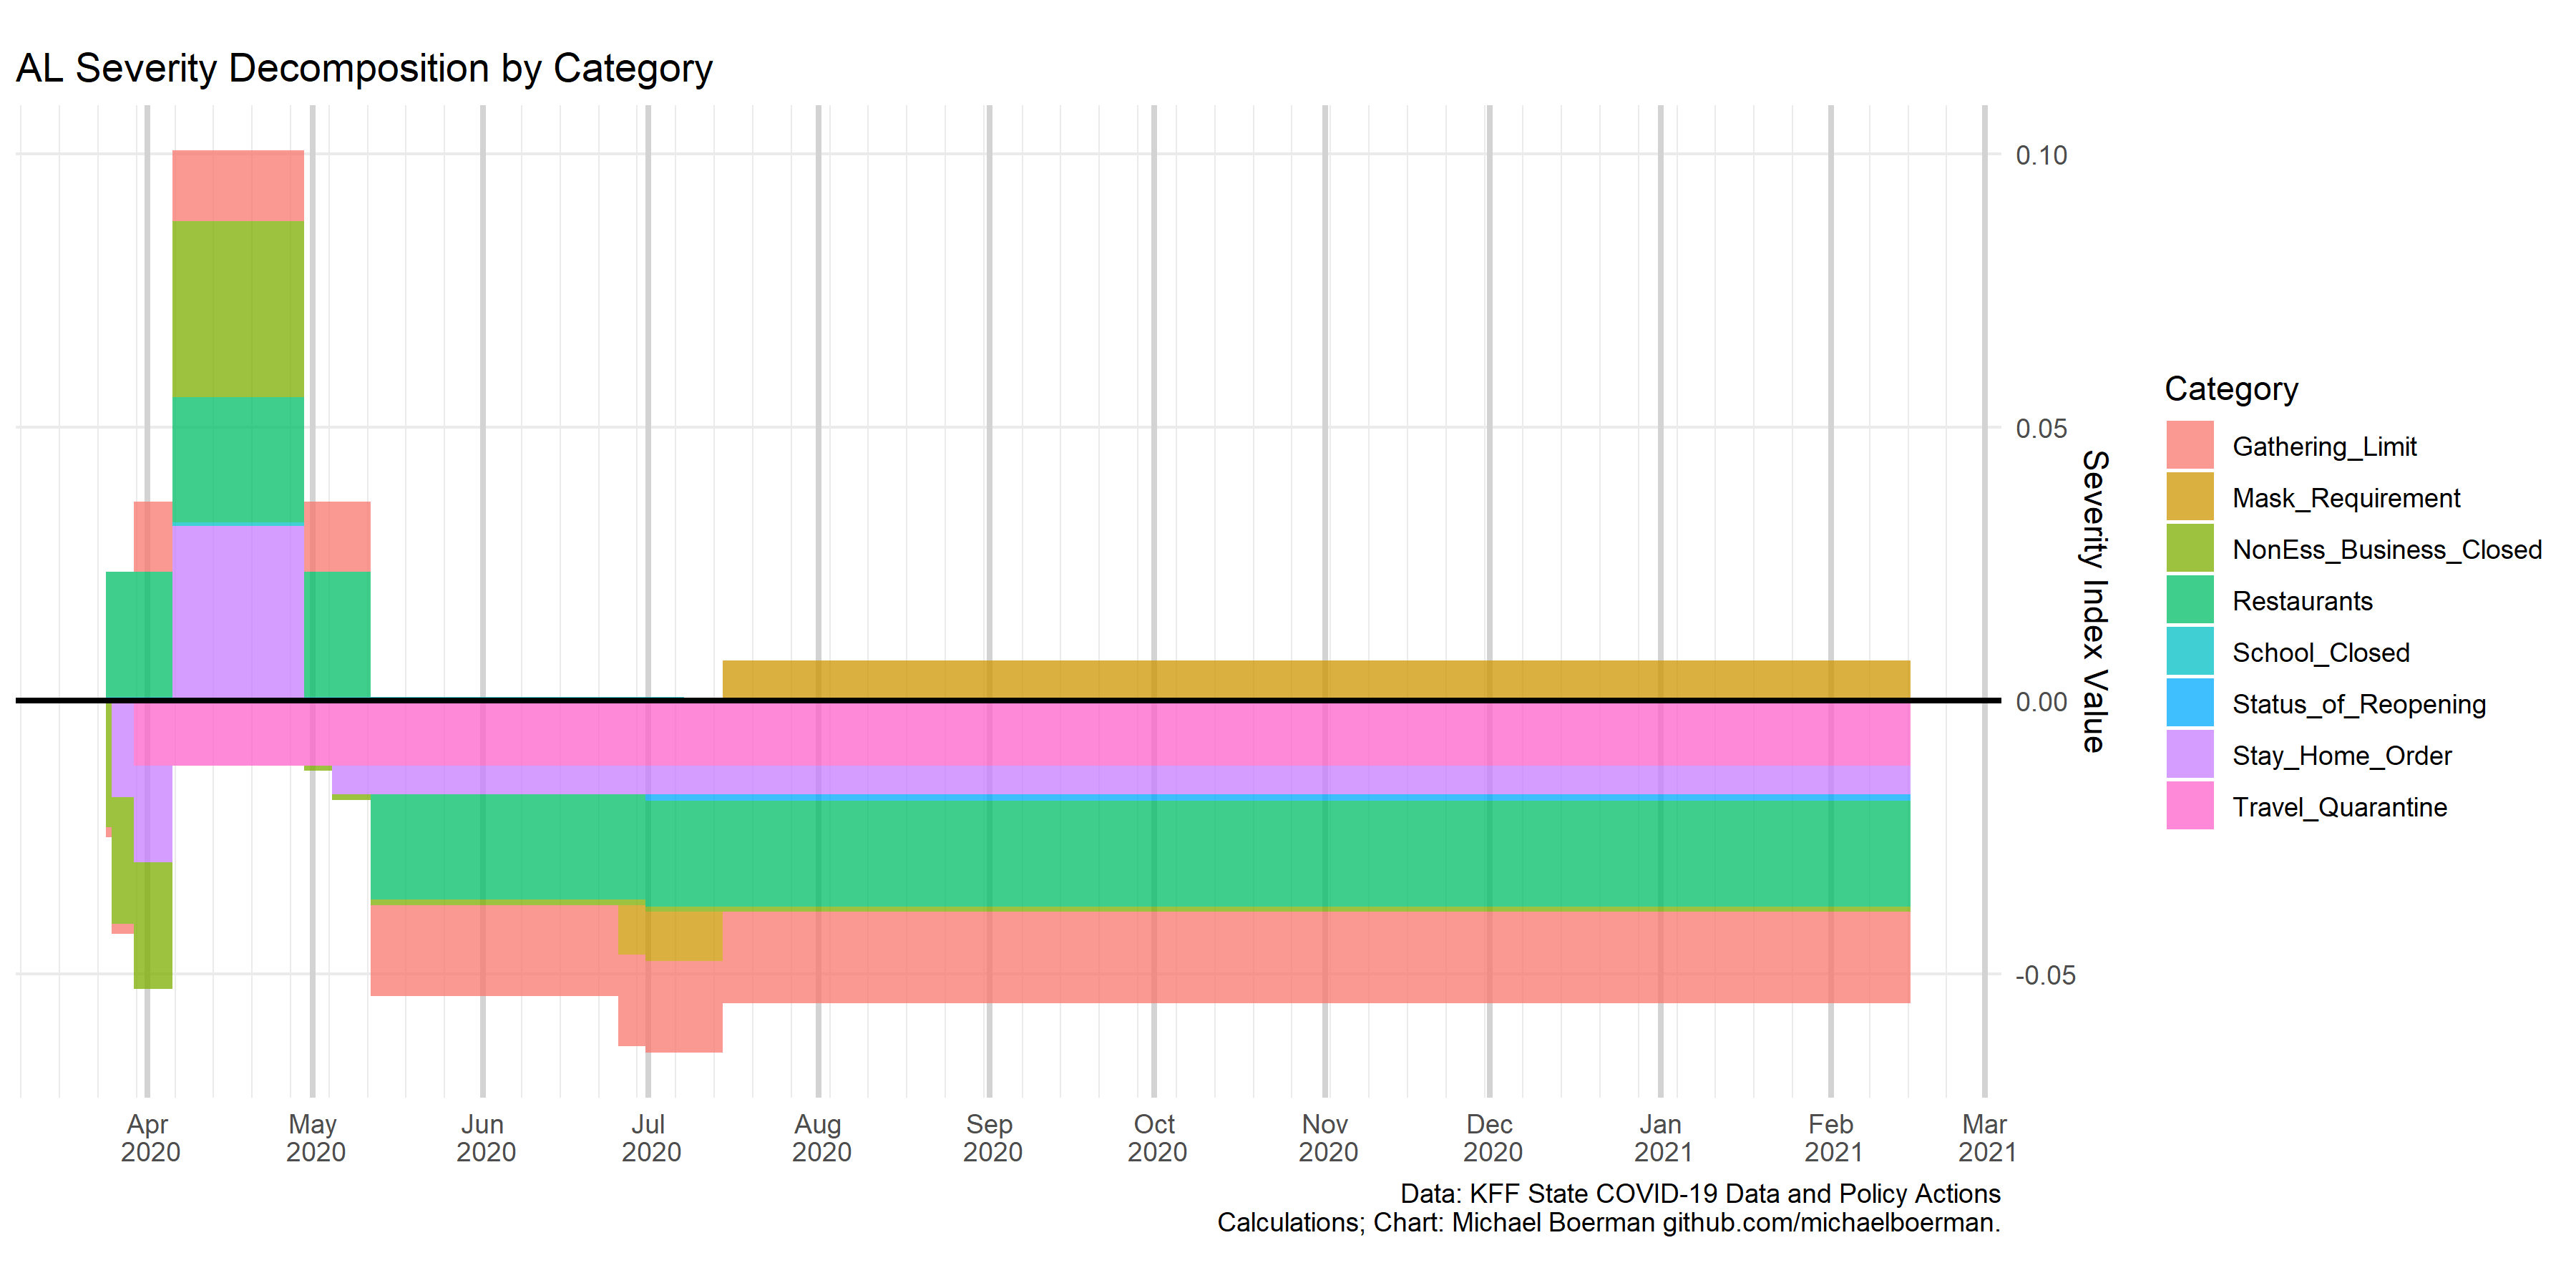 AL Severity Decomposition by Category
0.10
0.05
0.00
-0.05
Severity Index Value
Category
Gathering_Limit
Mask_Requirement
NonEss_Business_Closed
Restaurants
School_Closed
Status_of_Reopening
Stay_Home_Order
Travel_Quarantine
Apr May Jun Jul Aug Sep Oct Nov Dec Jan Feb Mar
2020 2020 2020 2020 2020 2020 2020 2020 2020 2021 2021 2021
Data: KFF State COVID-19 Data and Policy Actions
Calculations; Chart: Michael Boerman github.com/michaelboerman.